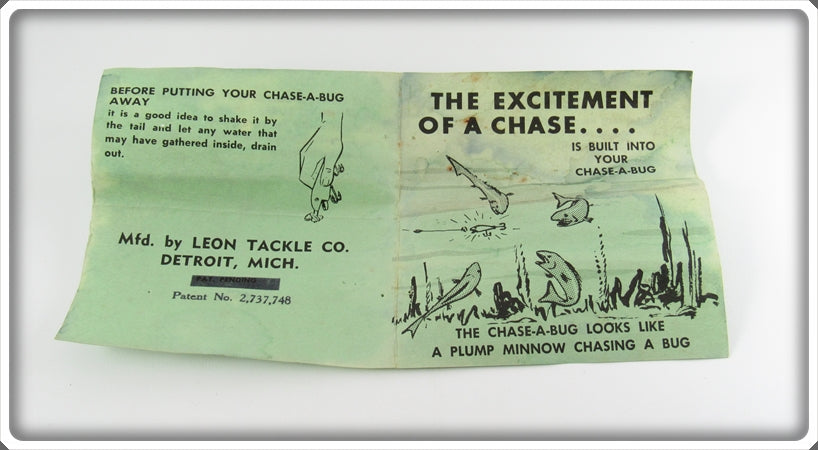 BEFORE PUTTING YOUR CHASE-A-BUG
AWAY
it is a good idea to shake it by
the tail and let any water that
may have gathered inside, drain
out.
Mfd. by LEON TACKLE CO.
DETROIT, MICH.
PAT. PENDING
Patent No. 2,737,748
THE EXCITEMENT
OF A CHASE....
IS BUILT INTO
YOUR
CHASE-A-BUG
THE CHASE-A-BUG LOOKS LIKE
A PLUMP MINNOW CHASING A BUG